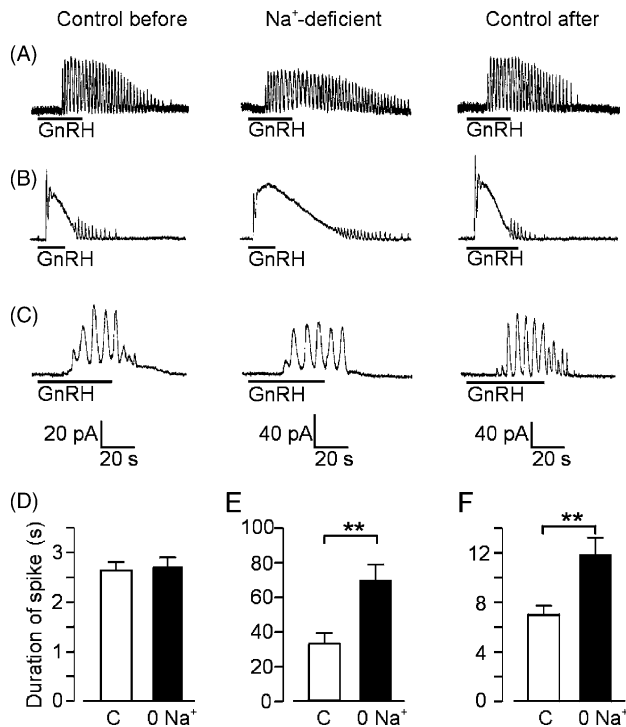 Control before
Na⁺-deficient
Control after
(A)
GnRH
GnRH
GnRH
(B)
GnRH
GnRH
GnRH
(C)
GnRH
GnRH
GnRH
20 pA
20 s
40 pA
20 s
40 pA
20 s
(D)
Duration of spike (s)
3
2
1
0
C
0 Na⁺
E
100
80
60
40
20
0
**
C
0 Na⁺
F
12
8
4
0
**
C
0 Na⁺